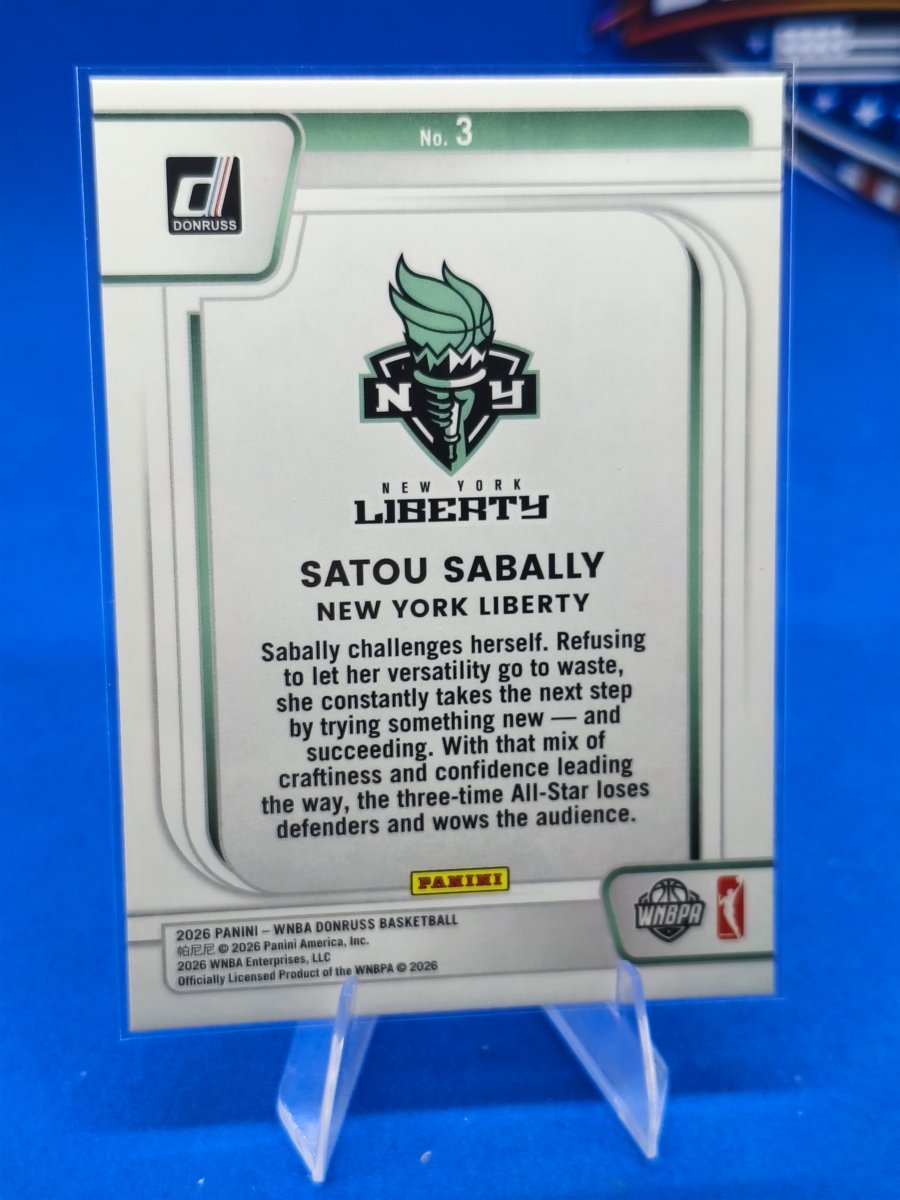 No. 3
DONRUSS
N Y
NEW YORK
LIBERTY
SATOU SABALLY
NEW YORK LIBERTY
Sabally challenges herself. Refusing
to let her versatility go to waste,
she constantly takes the next step
by trying something new — and
succeeding. With that mix of
craftiness and confidence leading
the way, the three-time All-Star loses
defenders and wows the audience.
PANINI
WNBPA
2026 PANINI – WNBA DONRUSS BASKETBALL
帕尼尼 © 2026 Panini America, Inc.
2026 WNBA Enterprises, LLC
Officially Licensed Product of the WNBPA © 2026